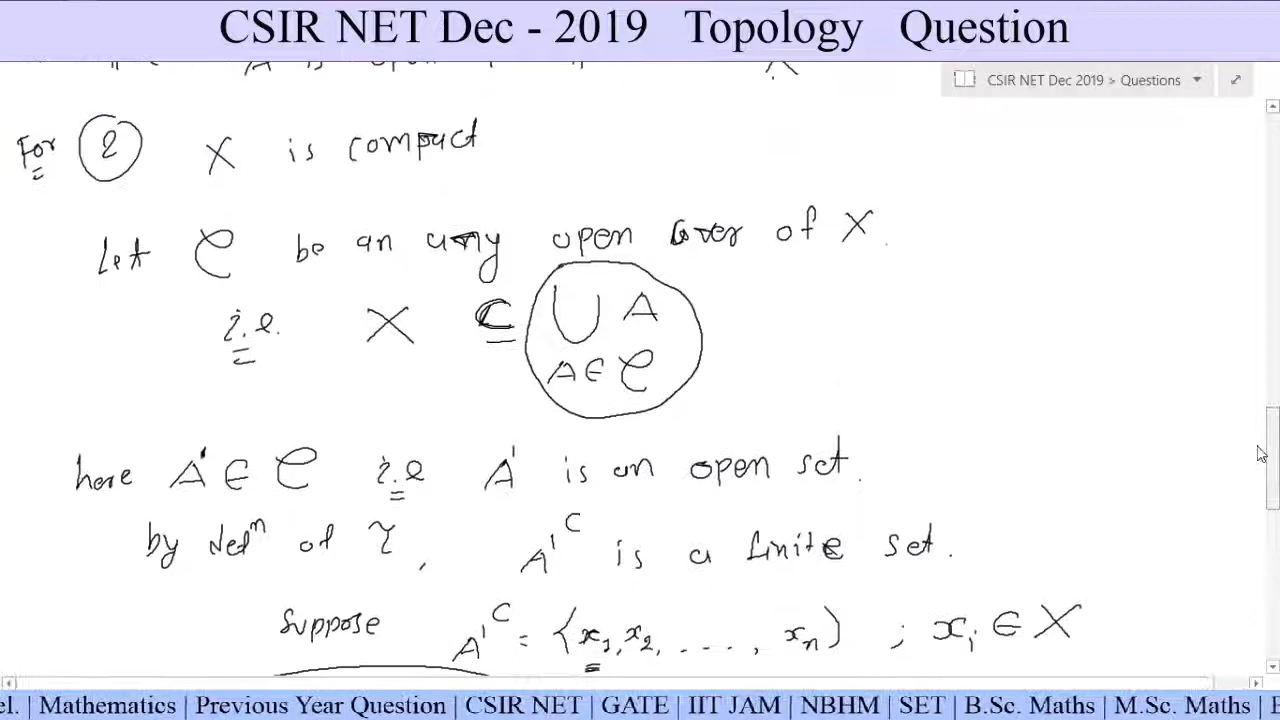 CSIR NET Dec - 2019 Topology Question
A is open
X
CSIR NET Dec 2019 > Questions
For 2 X is compact
Let C be an any open cover of X.
i.e. X ⊆ ∪ A
A ∈ C
here A' ∈ C i.e A' is an open set.
by defⁿ of τ, A'ᶜ is a finite set.
Suppose A'ᶜ = {x₁, x₂, ...., xₙ} ; xᵢ ∈ X
el. | Mathematics | Previous Year Question | CSIR NET | GATE | IIT JAM | NBHM | SET | B.Sc. Maths | M.Sc. Maths |